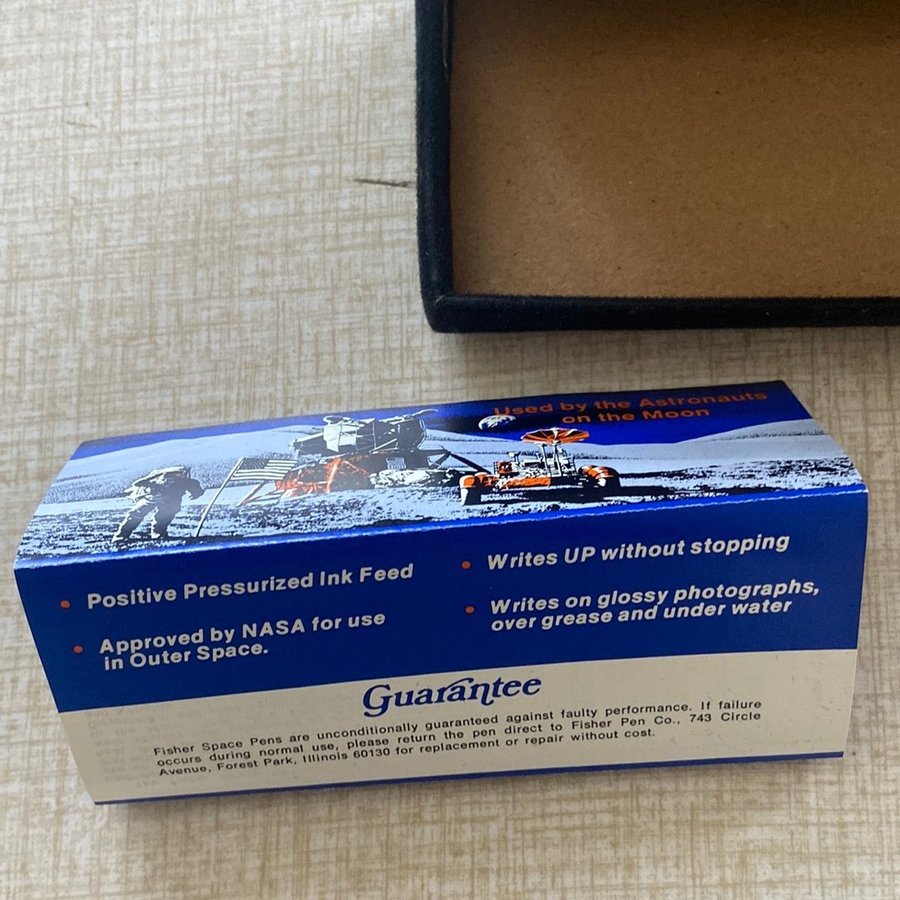 Used by the Astronauts
on the Moon
• Positive Pressurized Ink Feed
• Approved by NASA for use
in Outer Space.
• Writes UP without stopping
• Writes on glossy photographs,
over grease and under water
Guarantee
Fisher Space Pens are unconditionally guaranteed against faulty performance. If failure
occurs during normal use, please return the pen direct to Fisher Pen Co., 743 Circle
Avenue, Forest Park, Illinois 60130 for replacement or repair without cost.